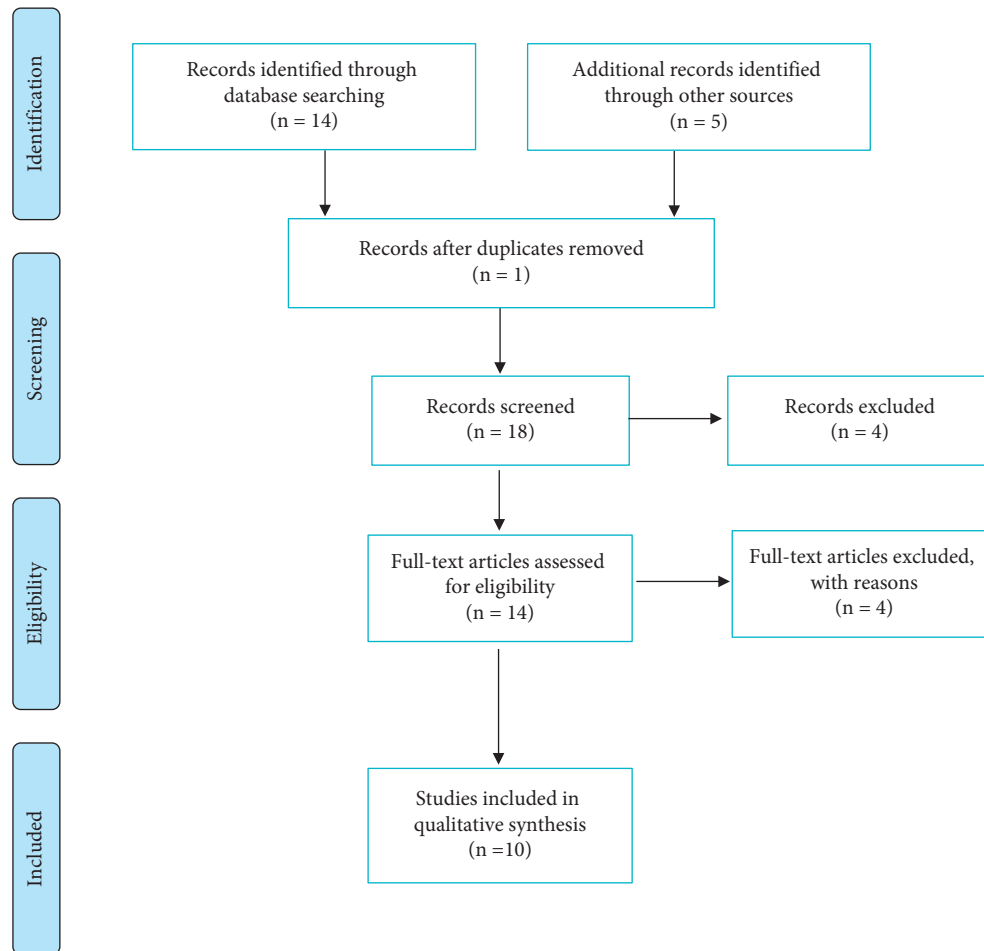 Identification
Records identified through
database searching
(n = 14)
Additional records identified
through other sources
(n = 5)
Screening
Records after duplicates removed
(n = 1)
Records screened
(n = 18)
Records excluded
(n = 4)
Eligibility
Full-text articles assessed
for eligibility
(n = 14)
Full-text articles excluded,
with reasons
(n = 4)
Included
Studies included in
qualitative synthesis
(n =10)